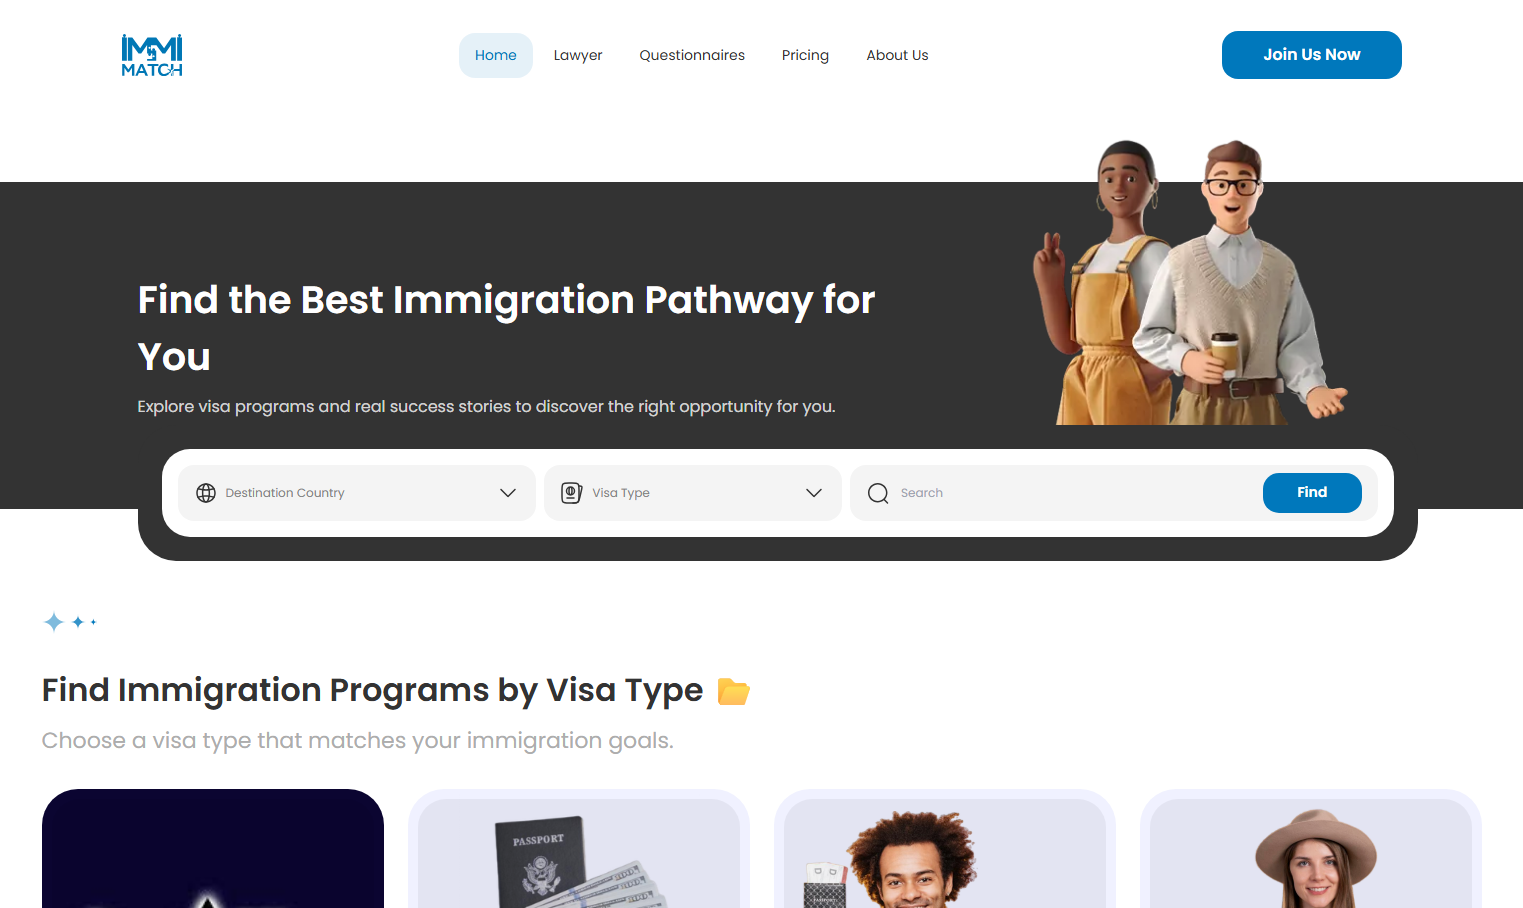 IMMI
MATCH
Home
Lawyer
Questionnaires
Pricing
About Us
Join Us Now
Find the Best Immigration Pathway for
You
Explore visa programs and real success stories to discover the right opportunity for you.
Destination Country
Visa Type
Search
Find
Find Immigration Programs by Visa Type
Choose a visa type that matches your immigration goals.
PASSPORT